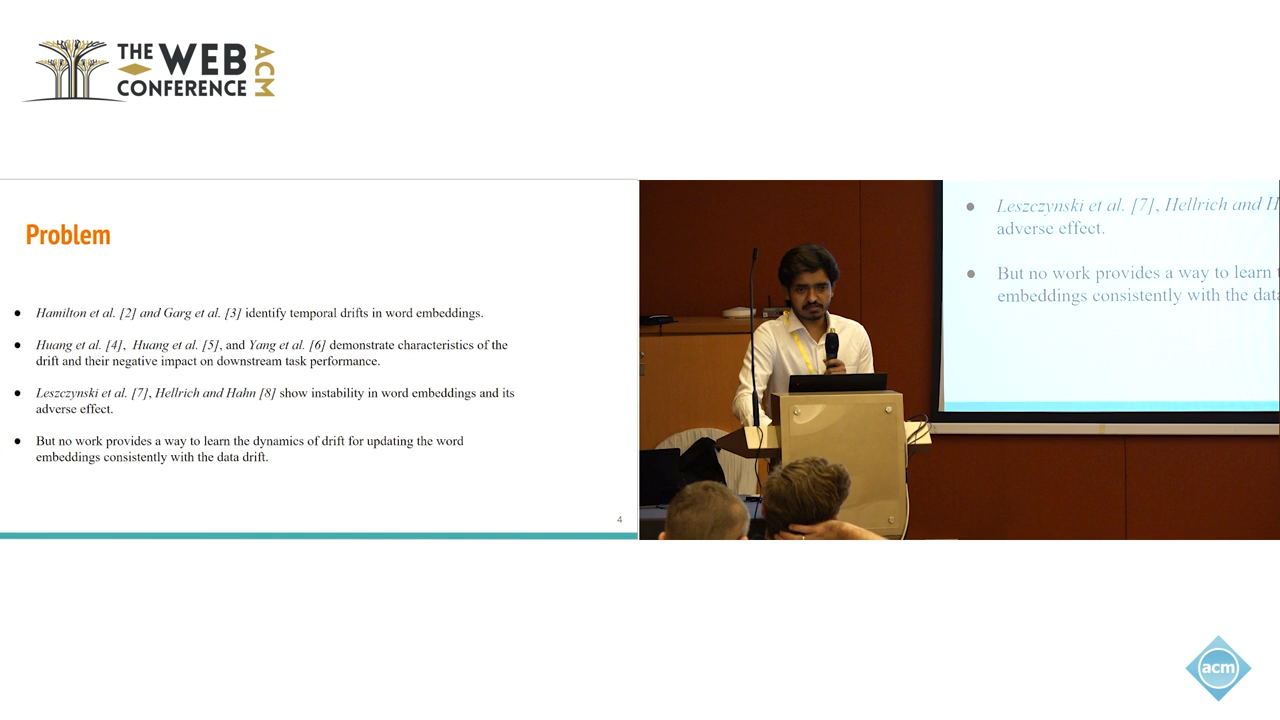 THE WEB
CONFERENCE
ACM
Problem
● Hamilton et al. [2] and Garg et al. [3] identify temporal drifts in word embeddings.
● Huang et al. [4], Huang et al. [5], and Yang et al. [6] demonstrate characteristics of the
drift and their negative impact on downstream task performance.
● Leszczynski et al. [7], Hellrich and Hahn [8] show instability in word embeddings and its
adverse effect.
● But no work provides a way to learn the dynamics of drift for updating the word
embeddings consistently with the data drift.
4
● Leszczynski et al. [7], Hellrich and H
adverse effect.
● But no work provides a way to learn
embeddings consistently with the data
acm